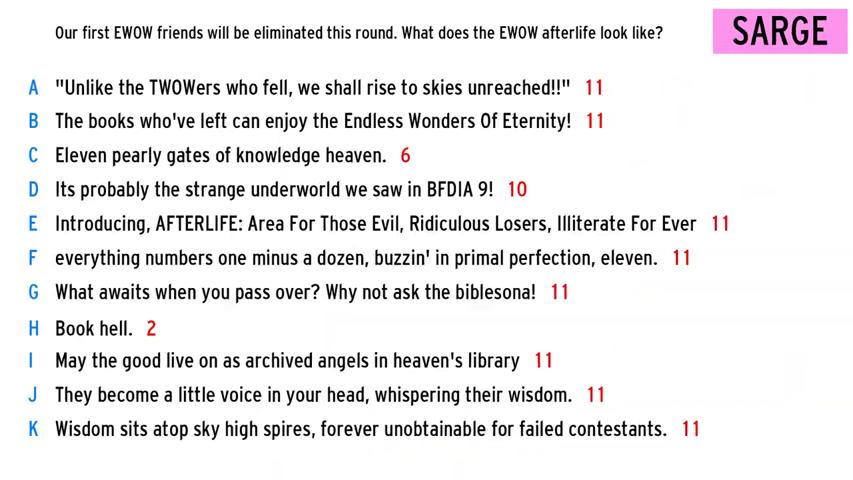 Our first EWOW friends will be eliminated this round. What does the EWOW afterlife look like?
SARGE
A "Unlike the TWOWers who fell, we shall rise to skies unreached!!" 11
B The books who've left can enjoy the Endless Wonders Of Eternity! 11
C Eleven pearly gates of knowledge heaven. 6
D Its probably the strange underworld we saw in BFDIA 9! 10
E Introducing, AFTERLIFE: Area For Those Evil, Ridiculous Losers, Illiterate For Ever 11
F everything numbers one minus a dozen, buzzin' in primal perfection, eleven. 11
G What awaits when you pass over? Why not ask the biblesona! 11
H Book hell. 2
I May the good live on as archived angels in heaven's library 11
J They become a little voice in your head, whispering their wisdom. 11
K Wisdom sits atop sky high spires, forever unobtainable for failed contestants. 11